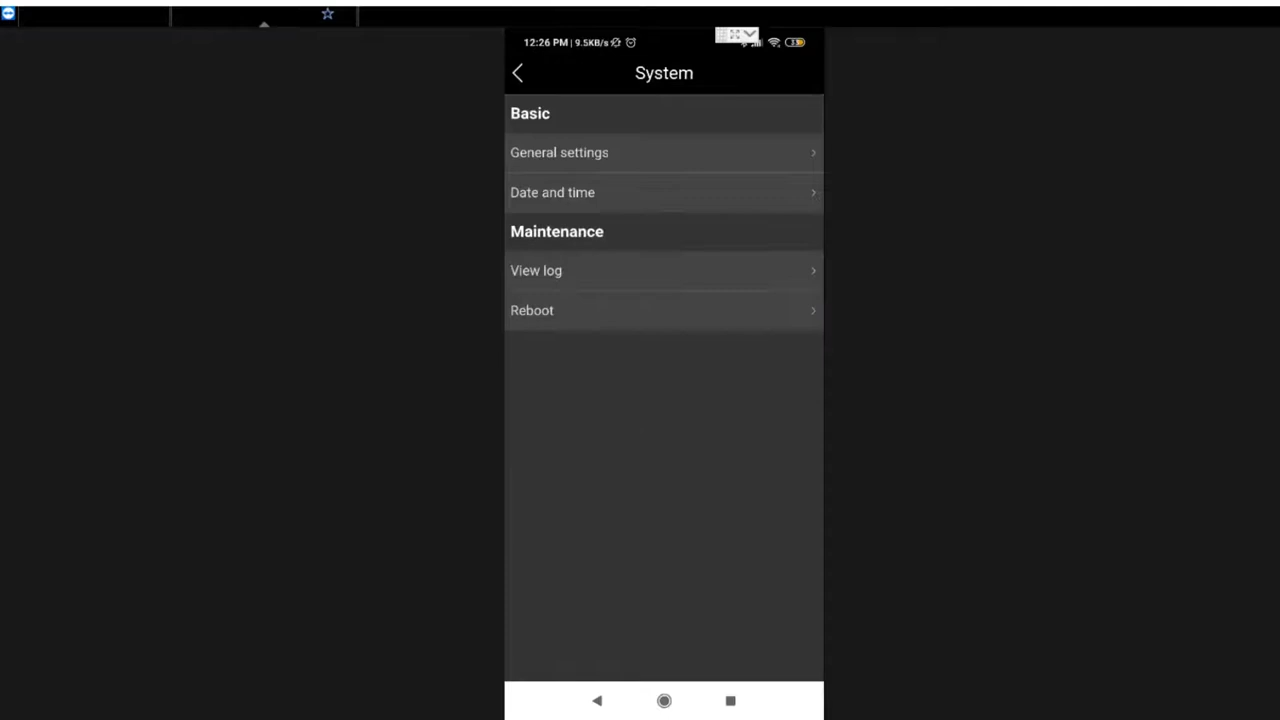 12:26 PM | 9.5KB/s
System
Basic
General settings
Date and time
Maintenance
View log
Reboot